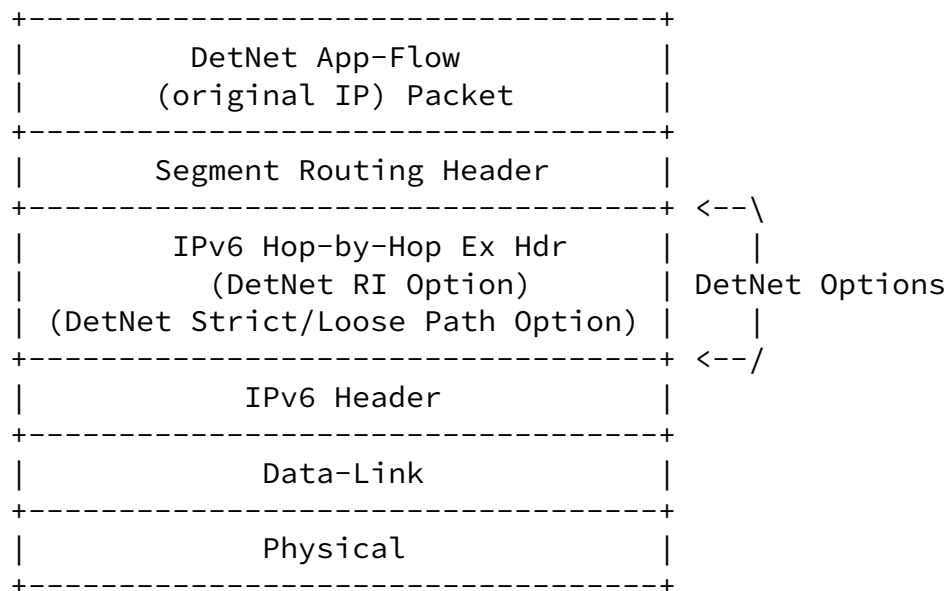 +-----------------------------------+
|         DetNet App-Flow           |
|       (original IP) Packet        |
+-----------------------------------+
|       Segment Routing Header      |
+-----------------------------------+ <--\
|        IPv6 Hop-by-Hop Ex Hdr     |    |
|          (DetNet RI Option)       | DetNet Options
| (DetNet Strict/Loose Path Option) |    |
+-----------------------------------+ <--/
|            IPv6 Header            |
+-----------------------------------+
|             Data-Link             |
+-----------------------------------+
|             Physical              |
+-----------------------------------+